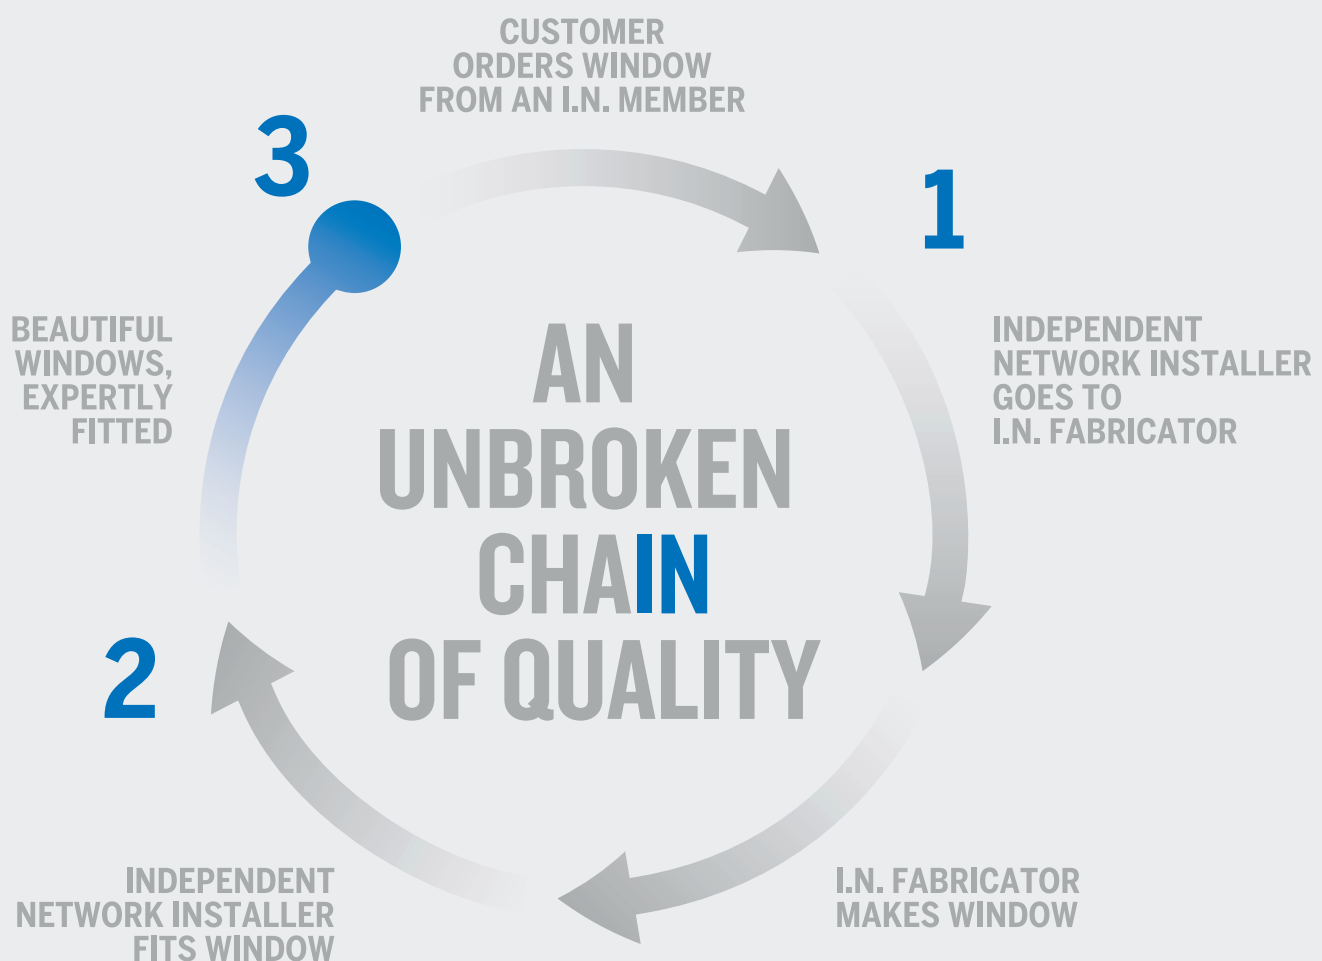 CUSTOMER
ORDERS WINDOW
FROM AN I.N. MEMBER
1
INDEPENDENT
NETWORK INSTALLER
GOES TO
I.N. FABRICATOR
I.N. FABRICATOR
MAKES WINDOW
INDEPENDENT
NETWORK INSTALLER
FITS WINDOW
2
BEAUTIFUL
WINDOWS,
EXPERTLY
FITTED
3
AN
UNBROKEN
CHAIN
OF QUALITY